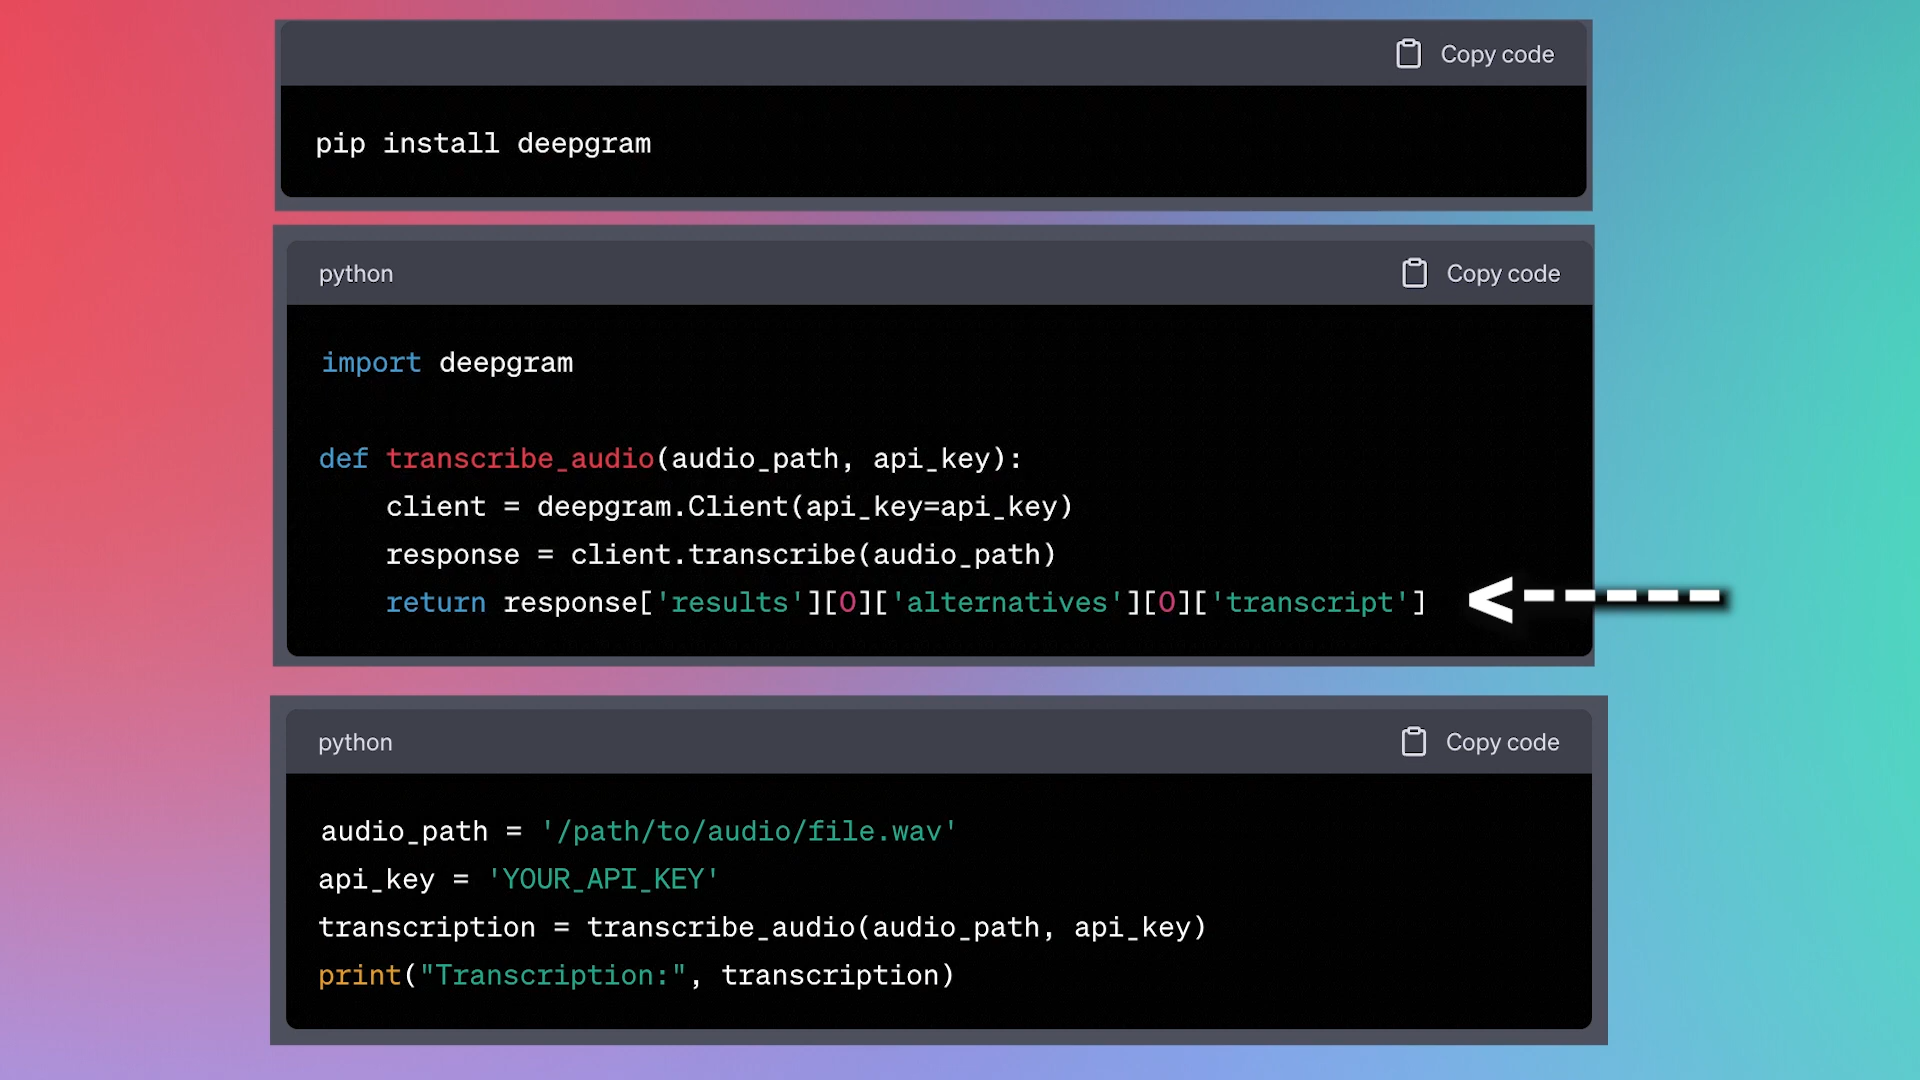 Copy code
pip install deepgram
python
Copy code
import deepgram
def transcribe_audio(audio_path, api_key):
    client = deepgram.Client(api_key=api_key)
    response = client.transcribe(audio_path)
    return response['results'][0]['alternatives'][0]['transcript']
python
Copy code
audio_path = '/path/to/audio/file.wav'
api_key = 'YOUR_API_KEY'
transcription = transcribe_audio(audio_path, api_key)
print("Transcription:", transcription)